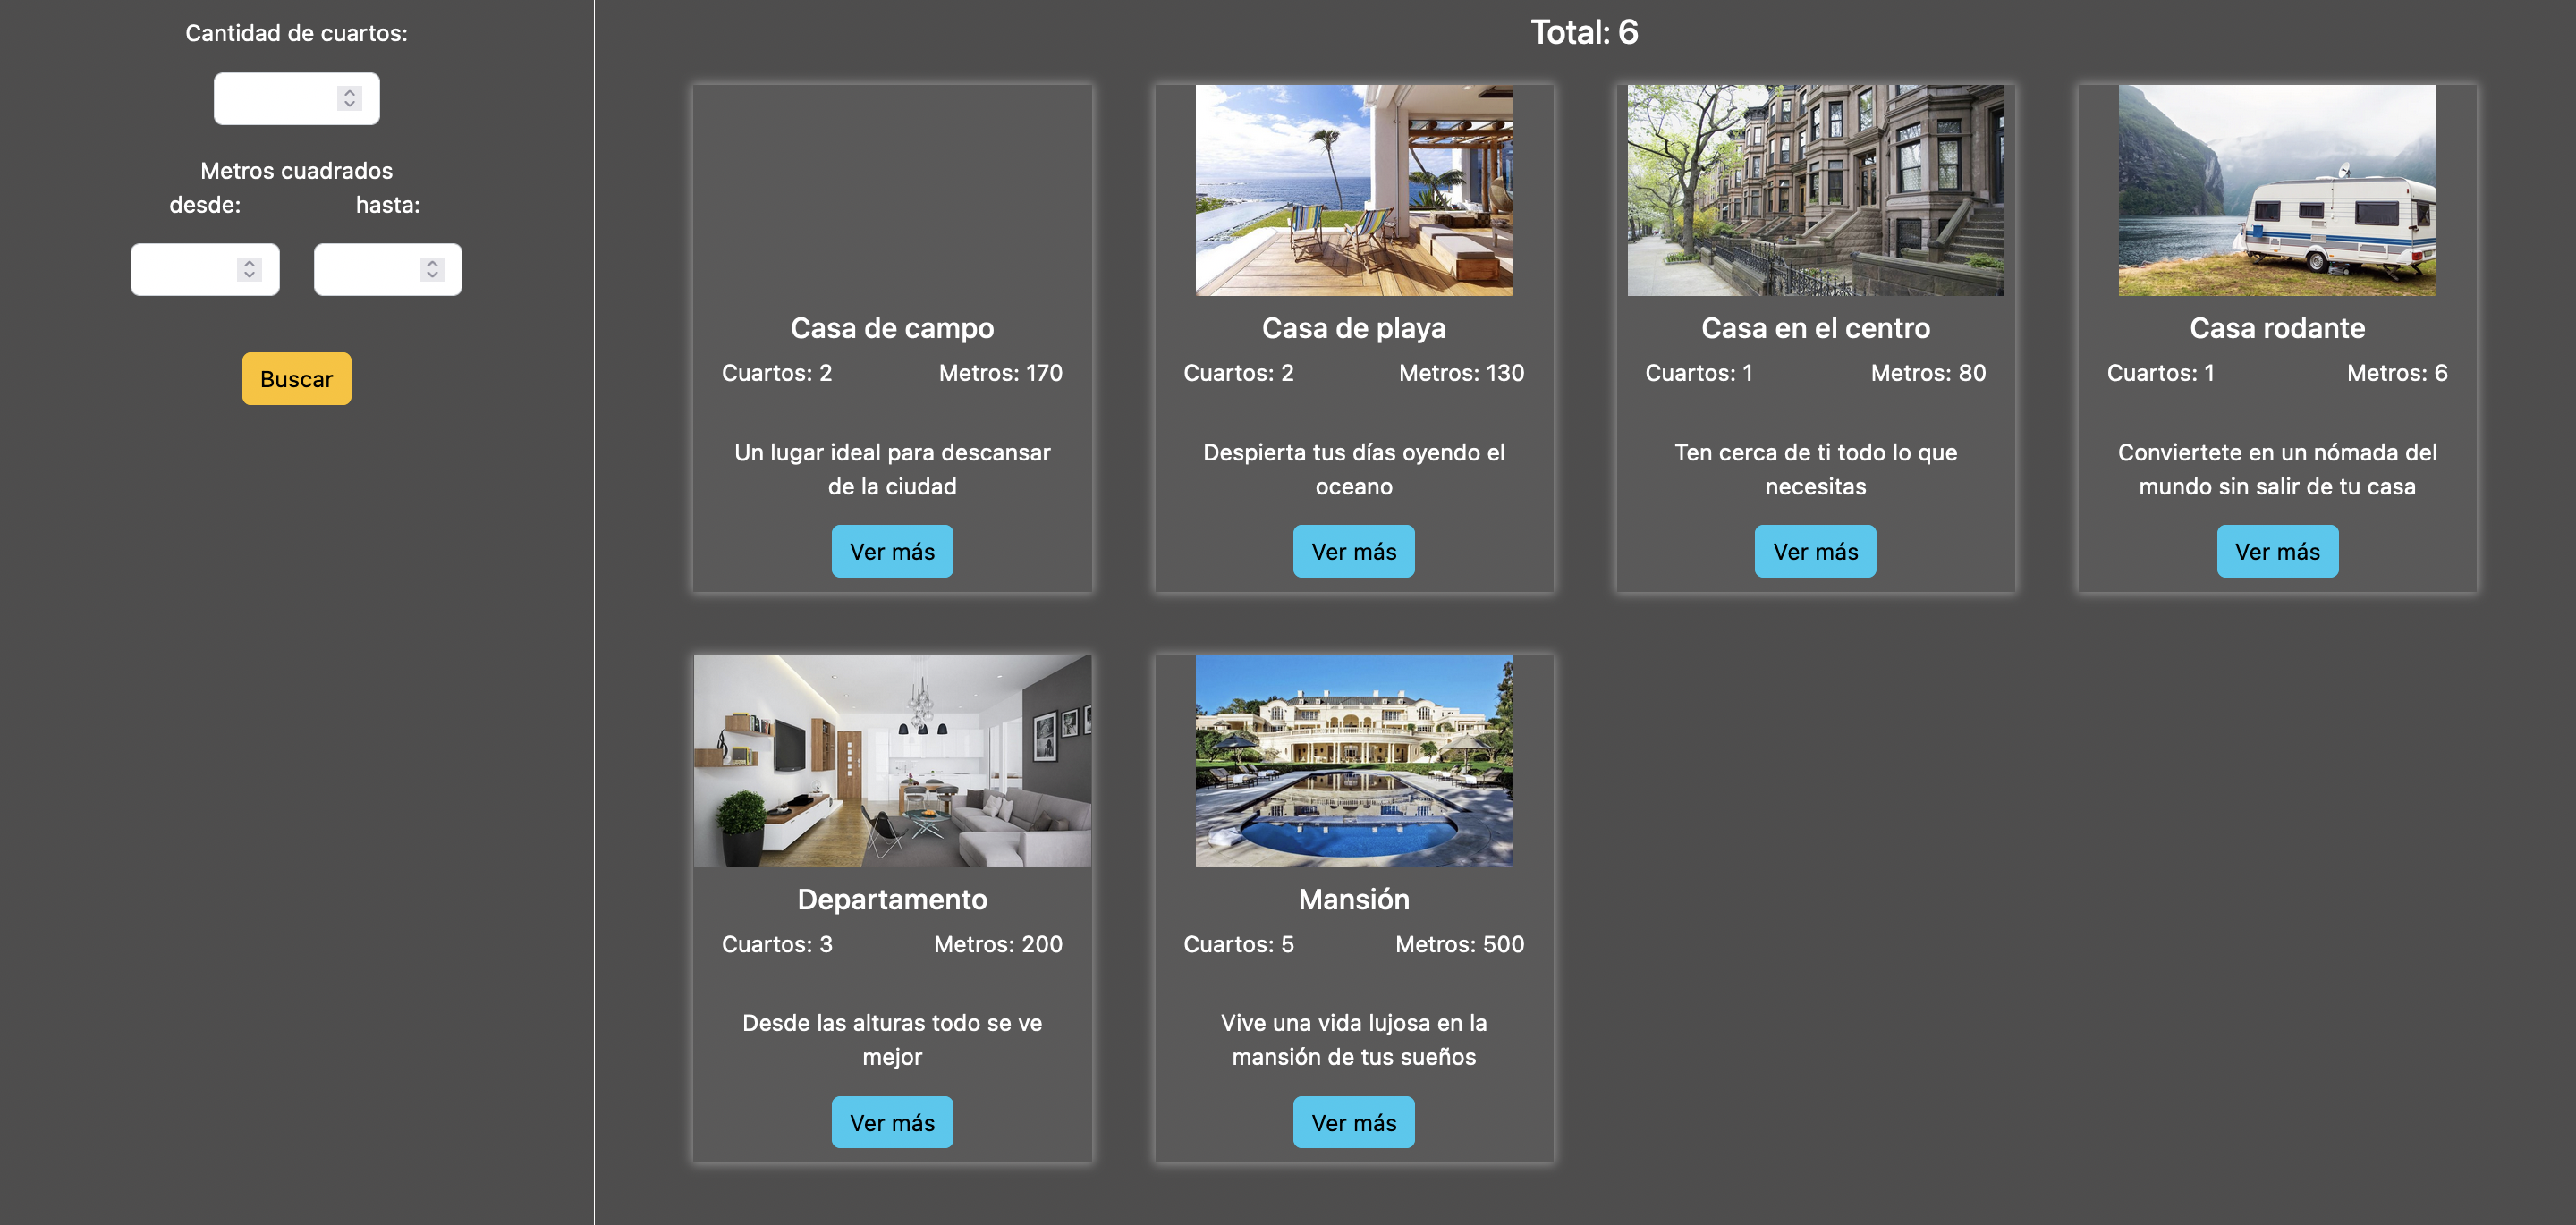 Cantidad de cuartos:
Metros cuadrados
desde: hasta:
Buscar
Total: 6
Casa de campo
Cuartos: 2 Metros: 170
Un lugar ideal para descansar
de la ciudad
Ver más
Casa de playa
Cuartos: 2 Metros: 130
Despierta tus días oyendo el
oceano
Ver más
Casa en el centro
Cuartos: 1 Metros: 80
Ten cerca de ti todo lo que
necesitas
Ver más
Casa rodante
Cuartos: 1 Metros: 6
Conviertete en un nómada del
mundo sin salir de tu casa
Ver más
Departamento
Cuartos: 3 Metros: 200
Desde las alturas todo se ve
mejor
Ver más
Mansión
Cuartos: 5 Metros: 500
Vive una vida lujosa en la
mansión de tus sueños
Ver más